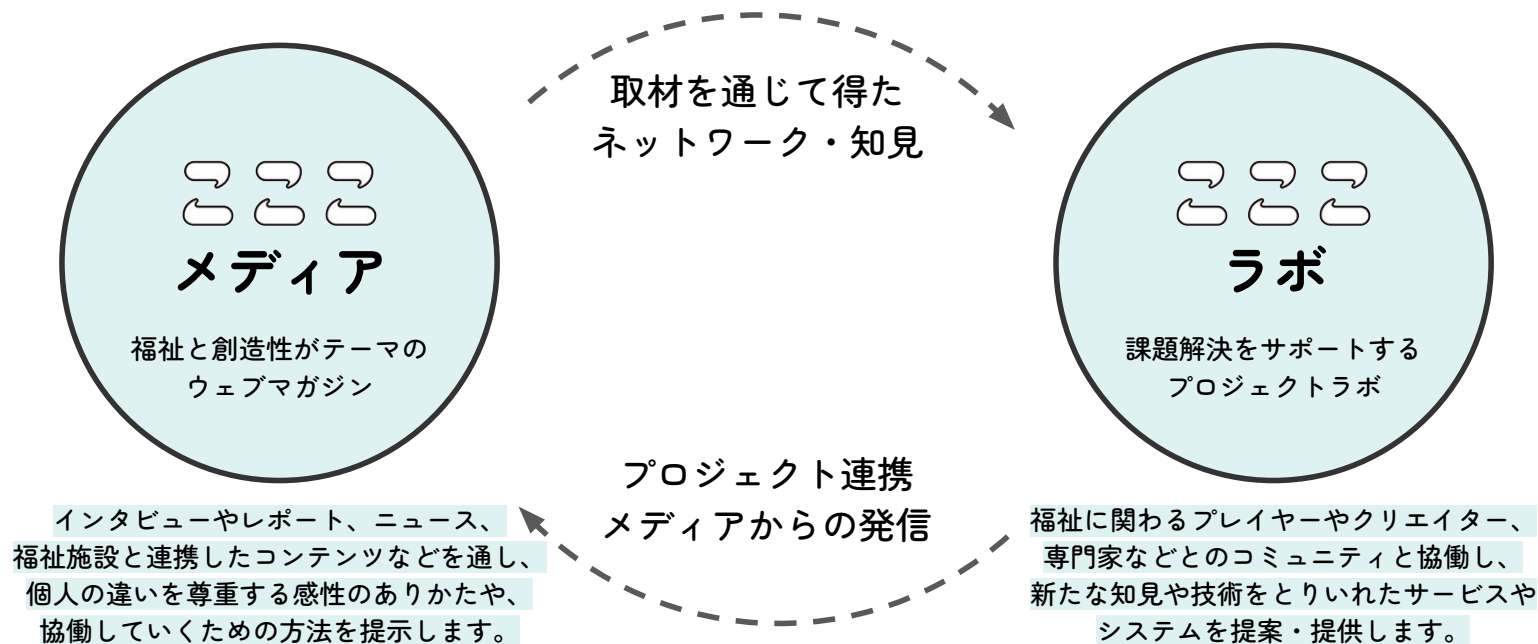 取材を通じて得た
ネットワーク・知見
こここ
メディア
福祉と創造性がテーマの
ウェブマガジン
インタビューやレポート、ニュース、
福祉施設と連携したコンテンツなどを通し、
個人の違いを尊重する感性のありかたや、
協働していくための方法を提示します。
こここ
ラボ
課題解決をサポートする
プロジェクトラボ
福祉に関わるプレイヤーやクリエイター、
専門家などとのコミュニティと協働し、
新たな知見や技術をとりいれたサービスや
システムを提案・提供します。
プロジェクト連携
メディアからの発信